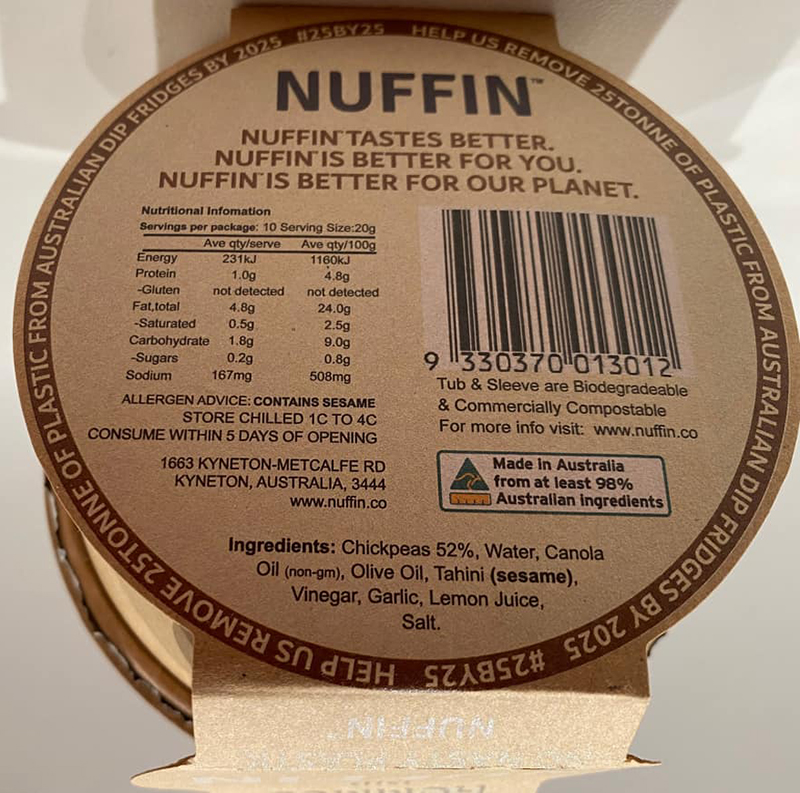 HELP US REMOVE 25TONNE OF PLASTIC FROM AUSTRALIAN DIP FRIDGES BY 2025 #25BY25
HELP US REMOVE 25TONNE OF PLASTIC FROM AUSTRALIAN DIP FRIDGES BY 2025 #25BY25
NUFFIN™
NUFFIN™ TASTES BETTER.
NUFFIN™ IS BETTER FOR YOU.
NUFFIN™ IS BETTER FOR OUR PLANET.
Nutritional Infomation
Servings per package: 10 Serving Size:20g
Ave qty/serve Ave qty/100g
Energy 231kJ 1160kJ
Protein 1.0g 4.8g
-Gluten not detected not detected
Fat,total 4.8g 24.0g
-Saturated 0.5g 2.5g
Carbohydrate 1.8g 9.0g
-Sugars 0.2g 0.8g
Sodium 167mg 508mg
ALLERGEN ADVICE: CONTAINS SESAME
STORE CHILLED 1C TO 4C
CONSUME WITHIN 5 DAYS OF OPENING
1663 KYNETON-METCALFE RD
KYNETON, AUSTRALIA, 3444
www.nuffin.co
9 330370 013012
Tub & Sleeve are Biodegradeable
& Commercially Compostable
For more info visit: www.nuffin.co
Made in Australia
from at least 98%
Australian ingredients
Ingredients: Chickpeas 52%, Water, Canola
Oil (non-gm), Olive Oil, Tahini (sesame),
Vinegar, Garlic, Lemon Juice,
Salt.
NUFFIN™